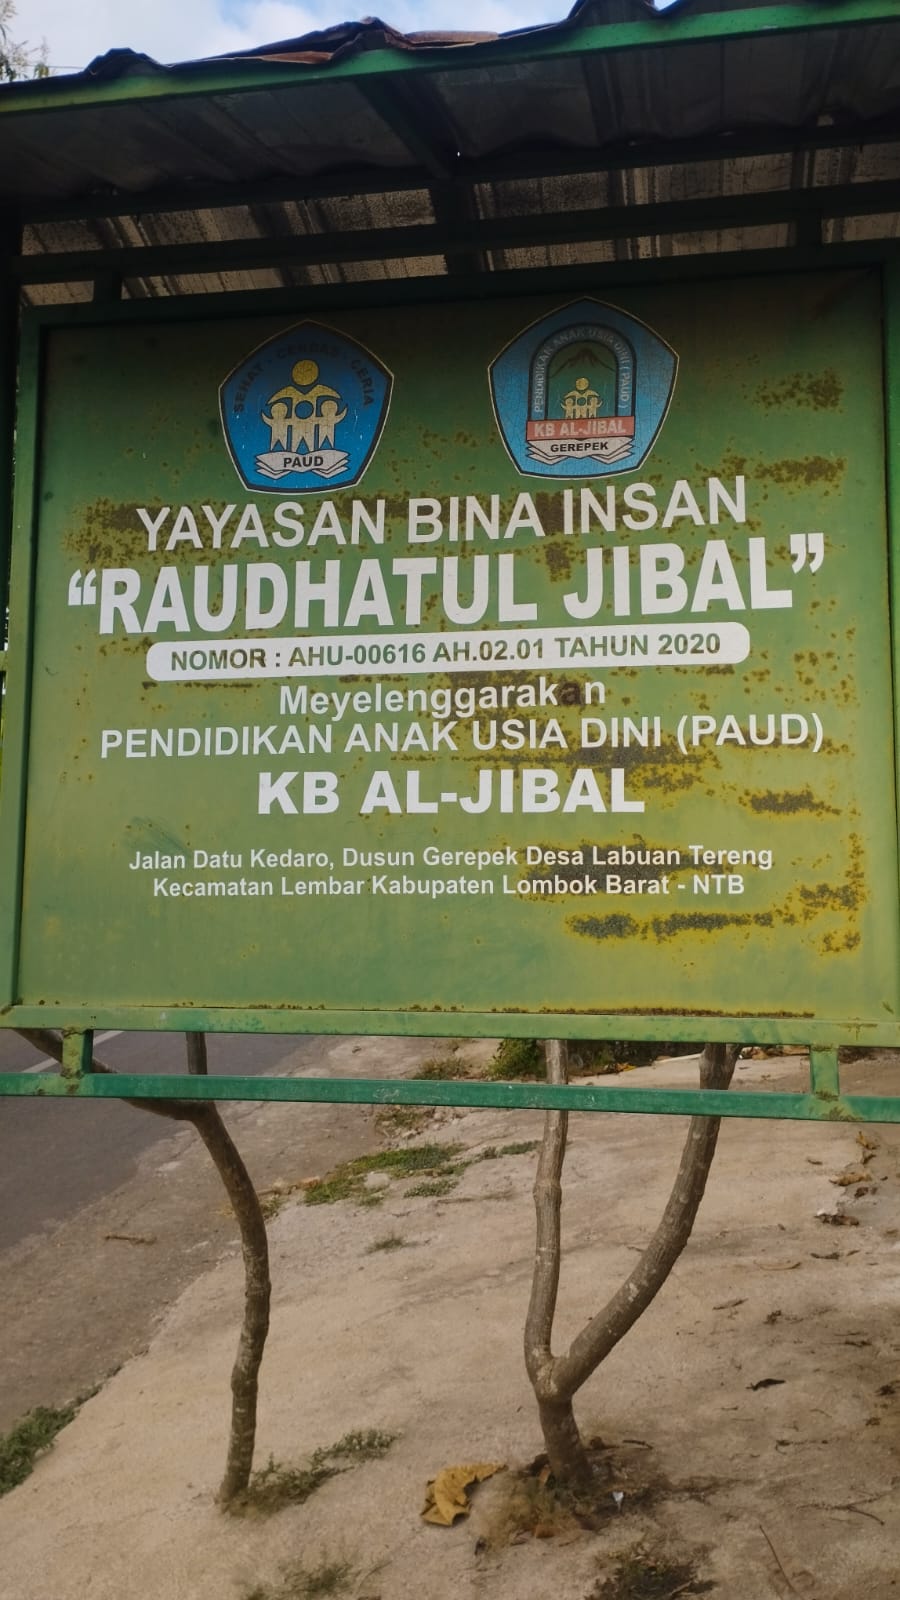 SEHAT - CERDAS - CERIA
PAUD
PENDIDIKAN ANAK USIA DINI ( PAUD )
KB AL-JIBAL
GEREPEK
YAYASAN BINA INSAN
“RAUDHATUL JIBAL”
NOMOR : AHU-00616 AH.02.01 TAHUN 2020
Meyelenggarakan
PENDIDIKAN ANAK USIA DINI (PAUD)
KB AL-JIBAL
Jalan Datu Kedaro, Dusun Gerepek Desa Labuan Tereng
Kecamatan Lembar Kabupaten Lombok Barat - NTB